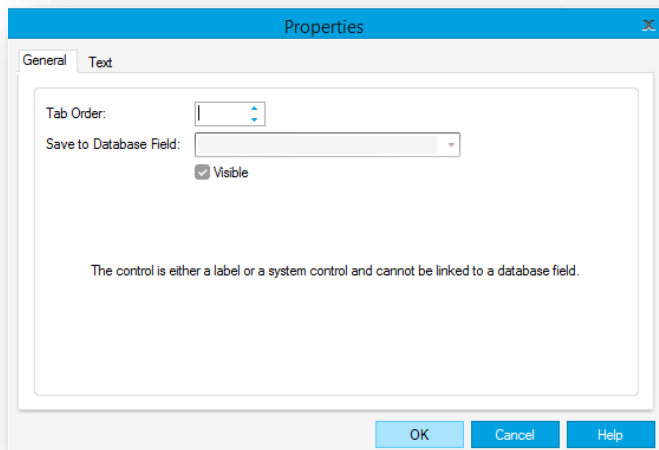 Properties
General Text
Tab Order:
Save to Database Field:
Visible
The control is either a label or a system control and cannot be linked to a database field.
OK Cancel Help